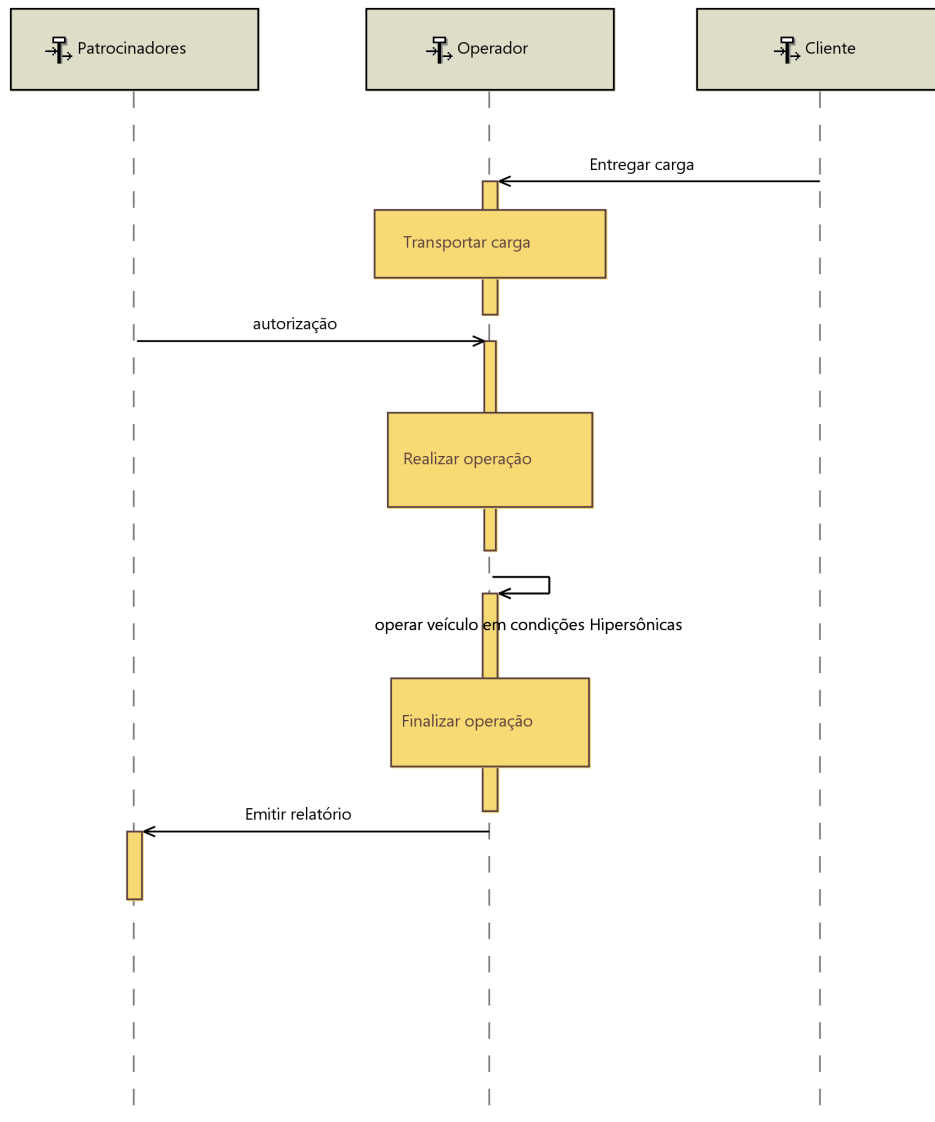 Patrocinadores
Operador
Cliente
Entregar carga
Transportar carga
autorização
Realizar operação
operar veículo em condições Hipersônicas
Finalizar operação
Emitir relatório